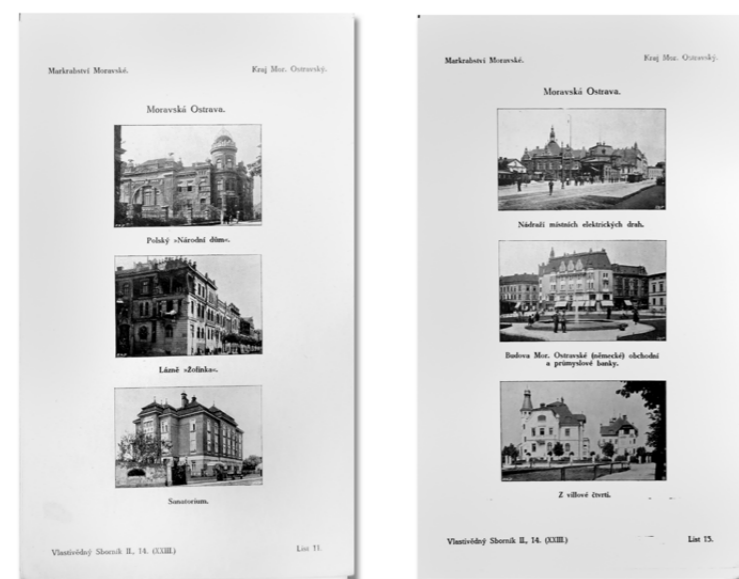 Markrabství Moravské.
Kraj Mor. Ostravský.
Moravská Ostrava.
Polský »Národní dům«.
Lázně »Žofinka«.
Sanatorium.
Vlastivědný Sborník II., 14. (XXIII.)
List 11.
Markrabství Moravské.
Kraj Mor. Ostravský.
Moravská Ostrava.
Nádraží místních elektrických drah.
Budova Mor. Ostravské (německé) obchodní
a průmyslové banky.
Z villové čtvrti.
Vlastivědný Sborník II., 14. (XXIII.)
List 15.